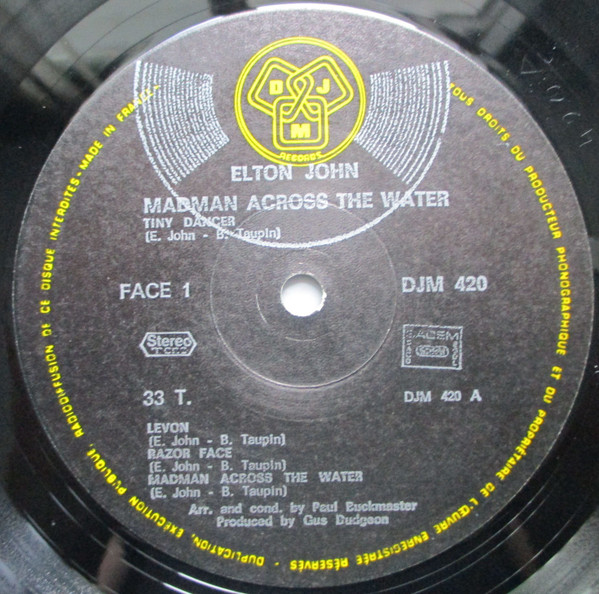 D J
M
RECORDS
ELTON JOHN
MADMAN ACROSS THE WATER
TINY DANCER
(E. John - B. Taupin)
FACE 1
DJM 420
Stereo
SACEM
33 T.
DJM 420 A
LEVON
(E. John - B. Taupin)
RAZOR FACE
(E. John - B. Taupin)
MADMAN ACROSS THE WATER
(E. John - B. Taupin)
Arr. and cond. by Paul Buckmaster
Produced by Gus Dudgeon
TOUS DROITS DU PRODUCTEUR PHONOGRAPHIQUE ET DU PROPRIÉTAIRE DE L'ŒUVRE ENREGISTRÉE RÉSERVÉS - DUPLICATION, EXÉCUTION PUBLIQUE, RADIODIFFUSION DE CE DISQUE INTERDITES - MADE IN FRANCE -